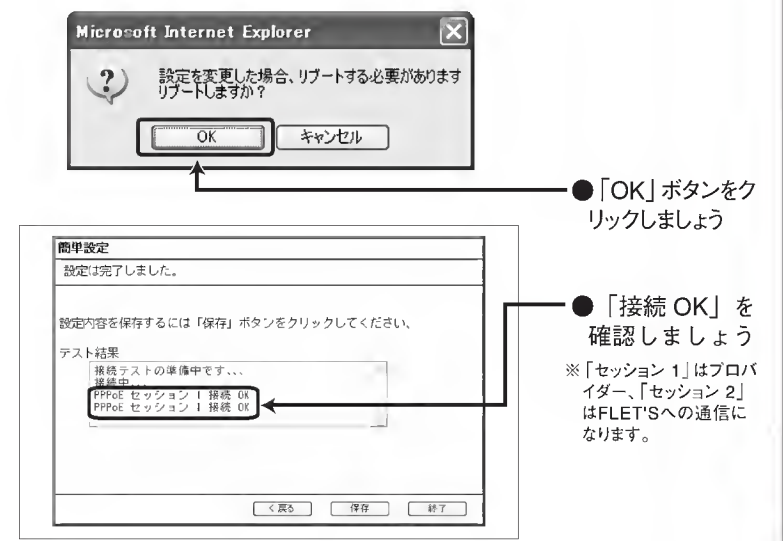 Microsoft Internet Explorer
設定を変更した場合、リブートする必要があります
リブートしますか?
OK
キャンセル
●「OK」ボタンをク
リックしましょう
簡単設定
設定は完了しました。
設定内容を保存するには「保存」ボタンをクリックしてください、
テスト結果
接続テストの準備中です、、、
接続中、、、
PPPoE セッション 1 接続 OK
PPPoE セッション 1 接続 OK
●「接続 OK」を
確認しましょう
※「セッション 1」はプロバ
イダー、「セッション 2」
はFLET'Sへの通信に
なります。
< 戻る
保存
終了